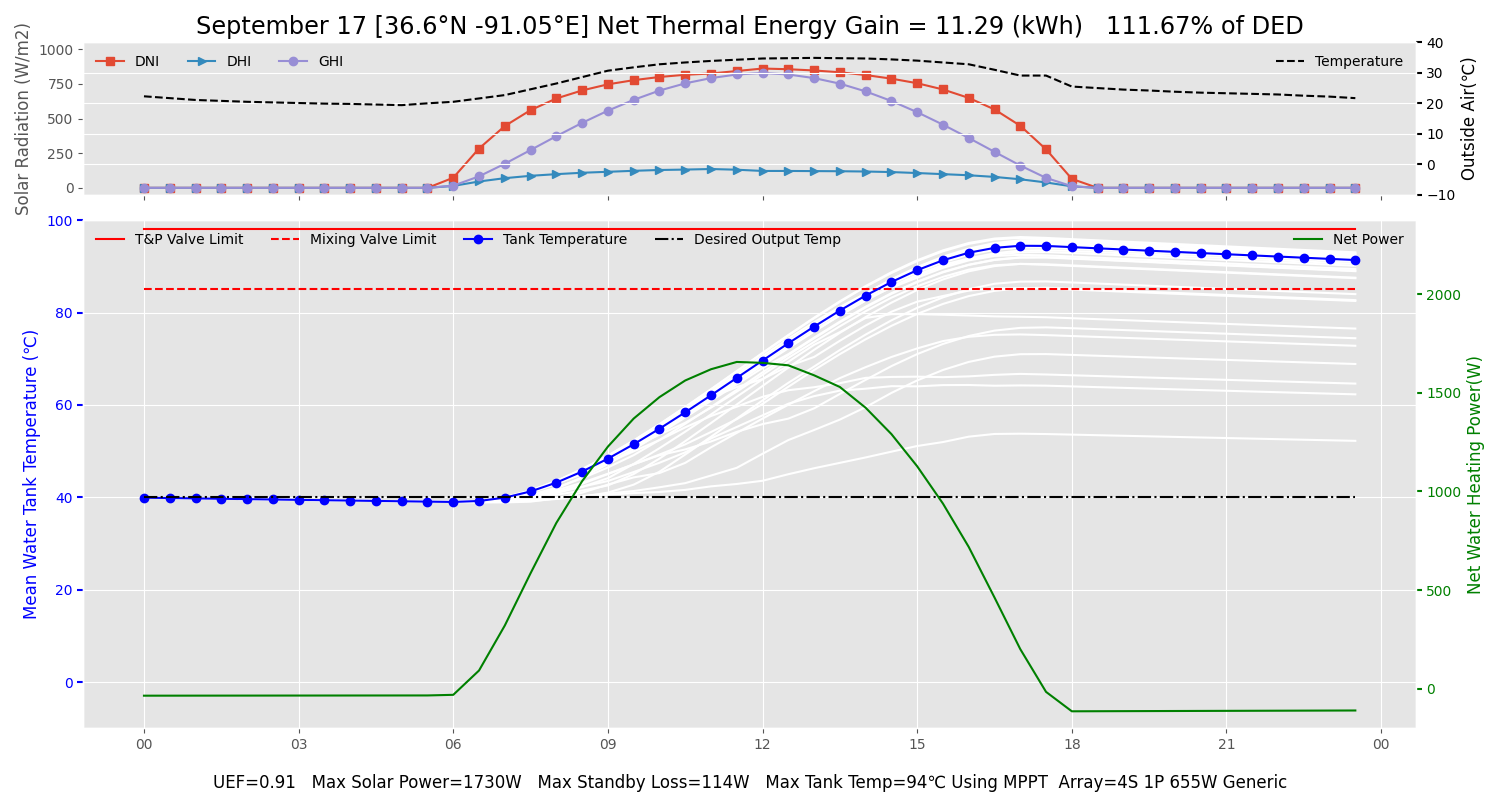 September 17 [36.6°N -91.05°E] Net Thermal Energy Gain = 11.29 (kWh)   111.67% of DED
Solar Radiation (W/m2)
1000
750
500
250
0
DNI
DHI
GHI
Temperature
40
30
20
10
0
−10
Outside Air(℃)
Mean Water Tank Temperature (℃)
100
80
60
40
20
0
T&P Valve Limit
Mixing Valve Limit
Tank Temperature
Desired Output Temp
Net Power
2000
1500
1000
500
0
Net Water Heating Power(W)
00
03
06
09
12
15
18
21
00
UEF=0.91   Max Solar Power=1730W   Max Standby Loss=114W   Max Tank Temp=94℃ Using MPPT  Array=4S 1P 655W Generic